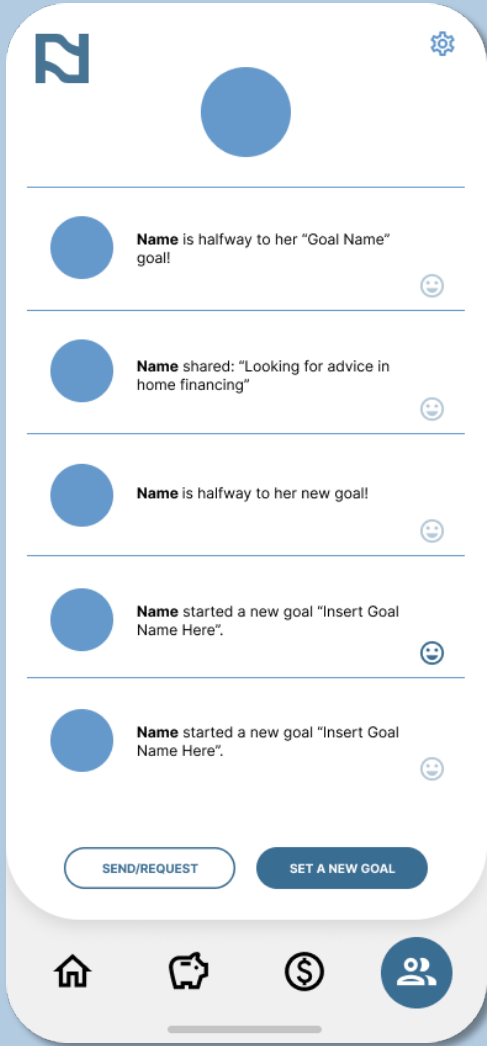 Name is halfway to her “Goal Name”
goal!
Name shared: “Looking for advice in
home financing”
Name is halfway to her new goal!
Name started a new goal “Insert Goal
Name Here”.
Name started a new goal “Insert Goal
Name Here”.
SEND/REQUEST
SET A NEW GOAL